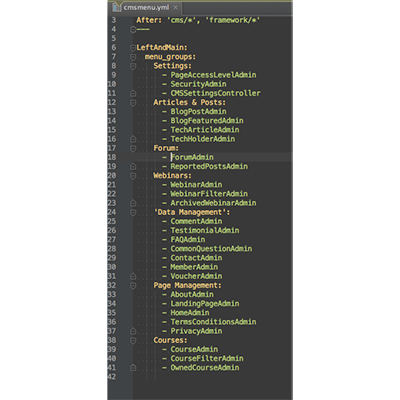 cmsmenu.yml ×
3 After: 'cms/*', 'framework/*'
4 ---
5
6 LeftAndMain:
7 menu_groups:
8 Settings:
9 - PageAccessLevelAdmin
10 - SecurityAdmin
11 - CMSSettingsController
12 Articles & Posts:
13 - BlogPostAdmin
14 - BlogFeaturedAdmin
15 - TechArticleAdmin
16 - TechHolderAdmin
17 Forum:
18 - ForumAdmin
19 - ReportedPostsAdmin
20 Webinars:
21 - WebinarAdmin
22 - WebinarFilterAdmin
23 - ArchivedWebinarAdmin
24 'Data Management':
25 - CommentAdmin
26 - TestimonialAdmin
27 - FAQAdmin
28 - CommonQuestionAdmin
29 - ContactAdmin
30 - MemberAdmin
31 - VoucherAdmin
32 Page Management:
33 - AboutAdmin
34 - LandingPageAdmin
35 - HomeAdmin
36 - TermsConditionsAdmin
37 - PrivacyAdmin
38 Courses:
39 - CourseAdmin
40 - CourseFilterAdmin
41 - OwnedCourseAdmin
42